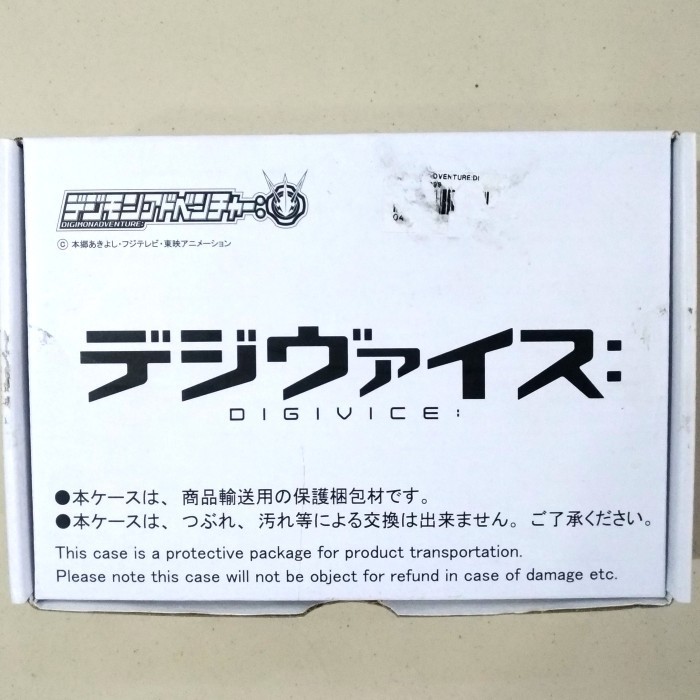 デジモンアドベンチャー:
DIGIMON ADVENTURE:
© 本郷あきよし・フジテレビ・東映アニメーション
DVENTURE:DI
04
デジヴァイス:
DIGIVICE:
●本ケースは、商品輸送用の保護梱包材です。
●本ケースは、つぶれ、汚れ等による交換は出来ません。ご了承ください。
This case is a protective package for product transportation.
Please note this case will not be object for refund in case of damage etc.